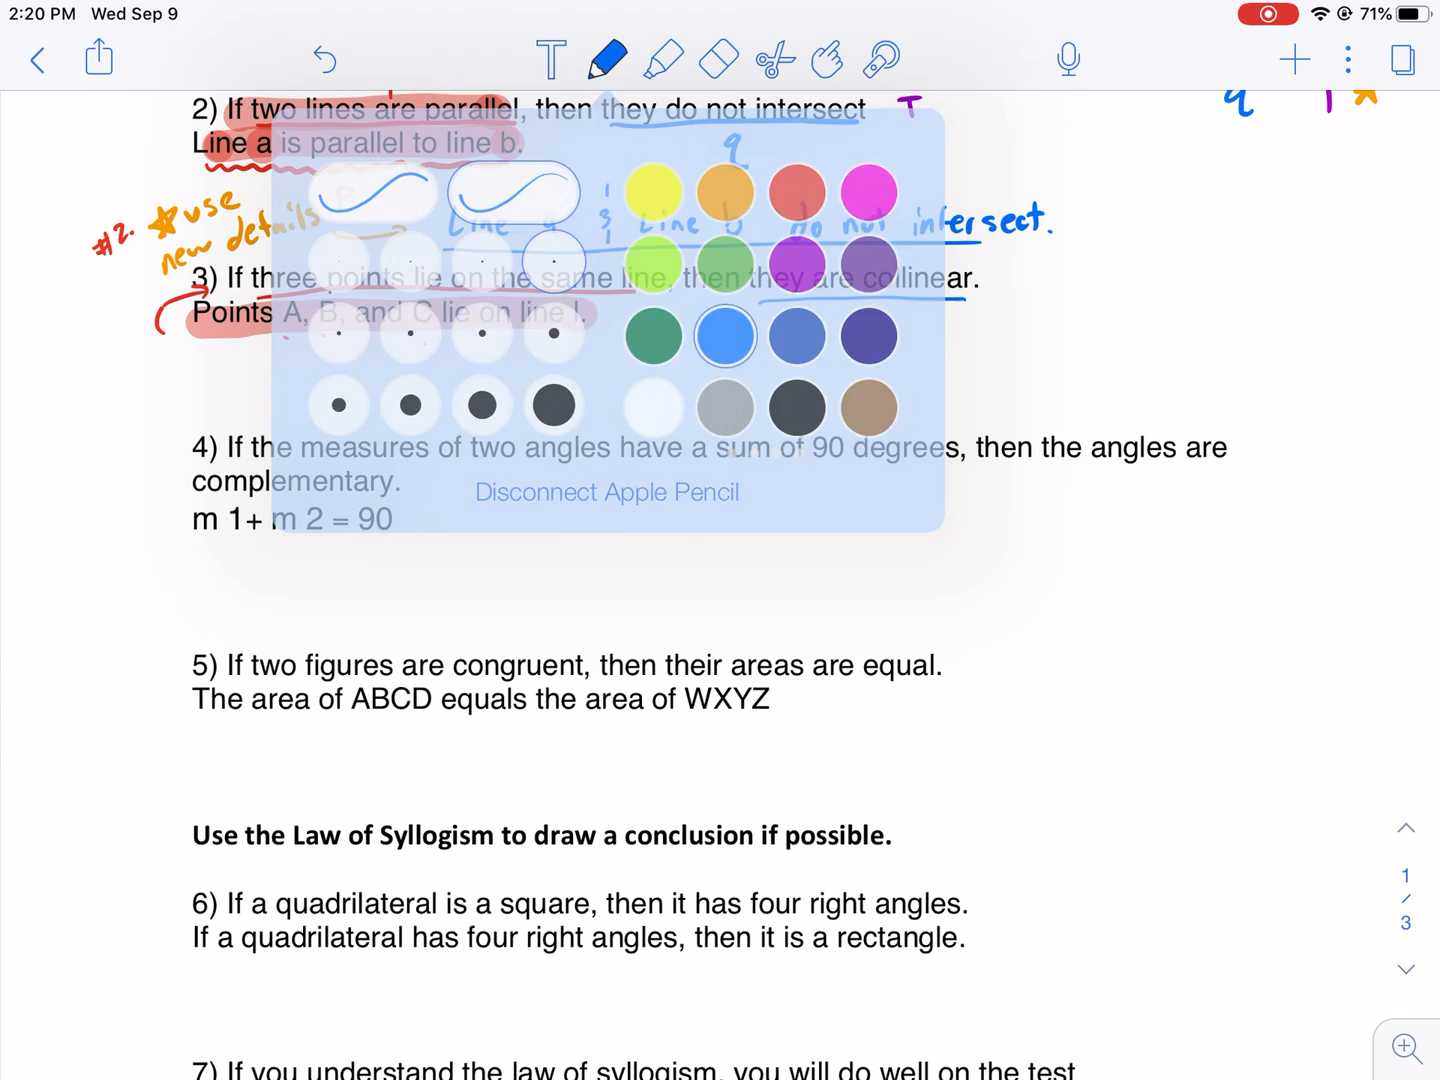 2:20 PM Wed Sep 9 71%
T
2) If two lines are parallel, then they do not intersect T
q 1
Line a is parallel to line b.
q
#2. use
new details
Line b do not intersect.
3) If three points lie on the same line, then they are collinear.
Points A, B, and C lie on line l.
4) If the measures of two angles have a sum of 90 degrees, then the angles are
complementary.
Disconnect Apple Pencil
m 1+ m 2 = 90
5) If two figures are congruent, then their areas are equal.
The area of ABCD equals the area of WXYZ
Use the Law of Syllogism to draw a conclusion if possible.
1
/
3
6) If a quadrilateral is a square, then it has four right angles.
If a quadrilateral has four right angles, then it is a rectangle.
7) If you understand the law of syllogism, you will do well on the test